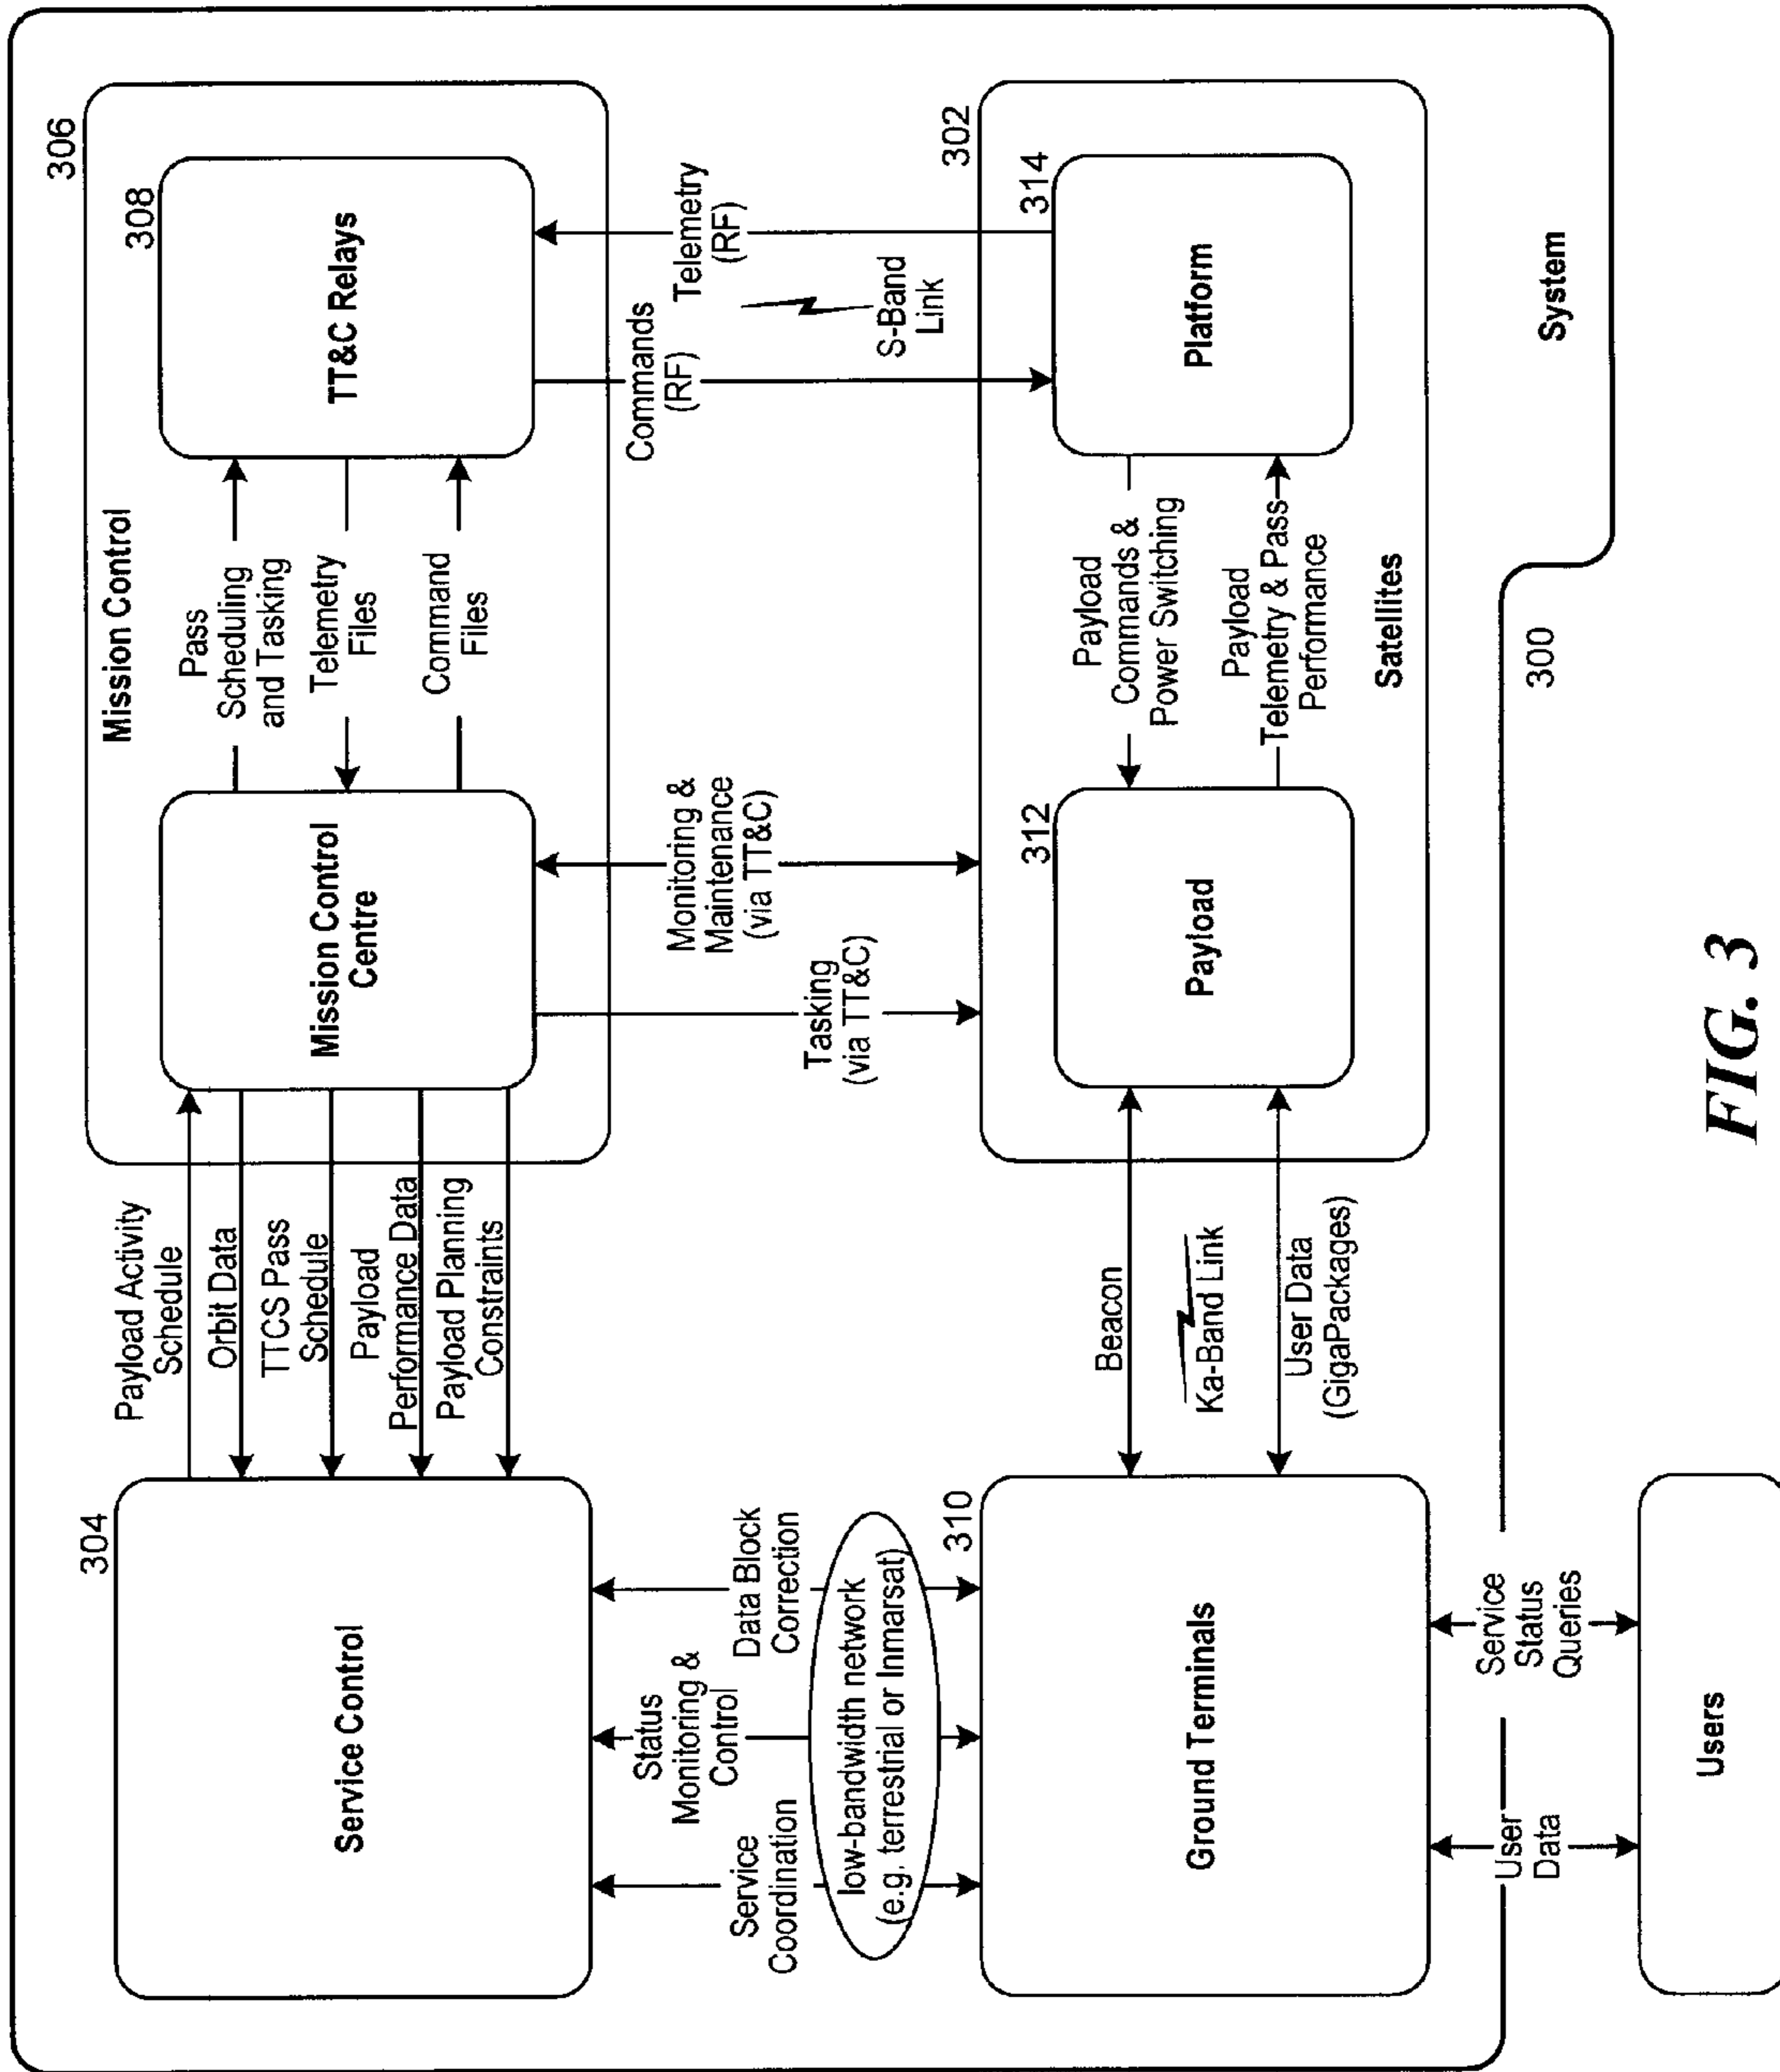 306
Mission Control
308
TT&C Relays
Pass
Scheduling
and Tasking
Telemetry
Files
Command
Files
Mission Control
Centre
Payload Activity
Schedule
Orbit Data
TTCS Pass
Schedule
Payload
Performance Data
Payload Planning
Constraints
304
Service Control
Commands
(RF)
Telemetry
(RF)
S-Band
Link
Monitoring &
Maintenance
(via TT&C)
Tasking
(via TT&C)
Data Block
Correction
Status
Monitoring &
Control
Service
Coordination
low-bandwidth network
(e.g. terrestrial or Inmarsat)
302
314
Platform
Payload
Commands &
Power Switching
Payload
Telemetry & Pass
Performance
Satellites
312
Payload
Beacon
Ka-Band Link
User Data
(GigaPackages)
310
Ground Terminals
System
300
Service
Status
Queries
User
Data
Users
FIG. 3